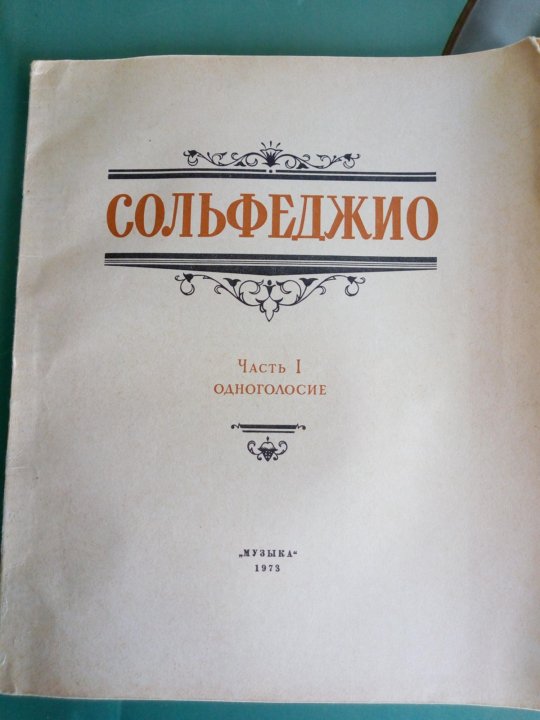 СОЛЬФЕДЖИО
Часть I
одноголосие
„МУЗЫКА“
1973